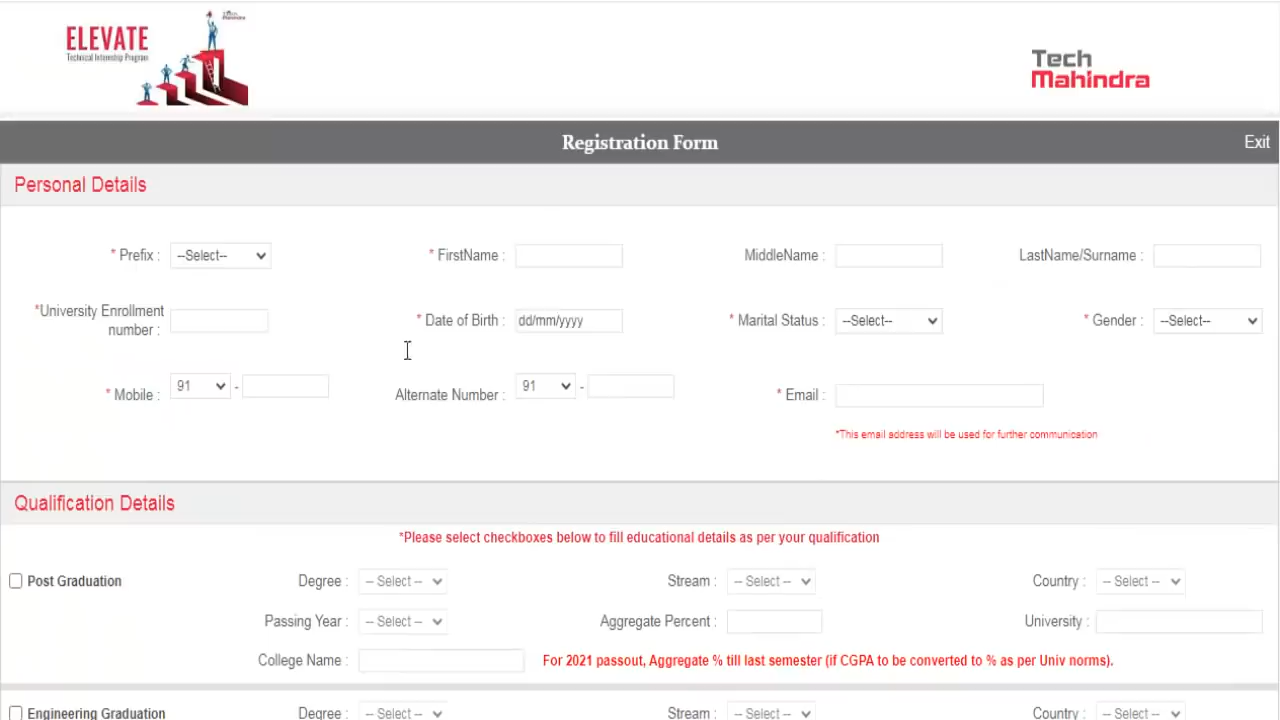 ELEVATE
Technical Internship Program
Tech
Mahindra
Tech
Mahindra
Registration Form
Exit
Personal Details
* Prefix : --Select-- * FirstName : MiddleName : LastName/Surname :
*University Enrollment number : * Date of Birth : dd/mm/yyyy * Marital Status : --Select-- * Gender : --Select--
* Mobile : 91 - Alternate Number : 91 - * Email :
*This email address will be used for further communication
Qualification Details
*Please select checkboxes below to fill educational details as per your qualification
Post Graduation Degree : -- Select -- Stream : -- Select -- Country : -- Select --
Passing Year : -- Select -- Aggregate Percent : University :
College Name : For 2021 passout, Aggregate % till last semester (if CGPA to be converted to % as per Univ norms).
Engineering Graduation Degree : -- Select -- Stream : -- Select -- Country : -- Select --